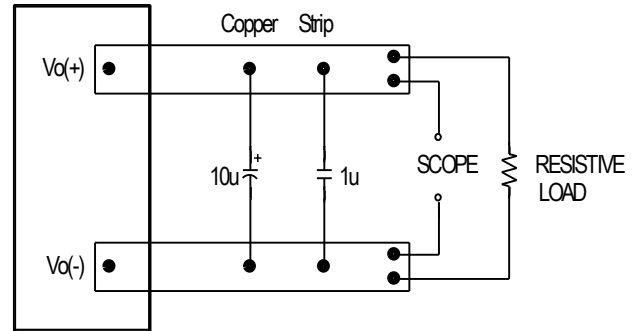 Copper Strip
Vo(+)
10u
+
1u
SCOPE
RESISTIVE
LOAD
Vo(-)